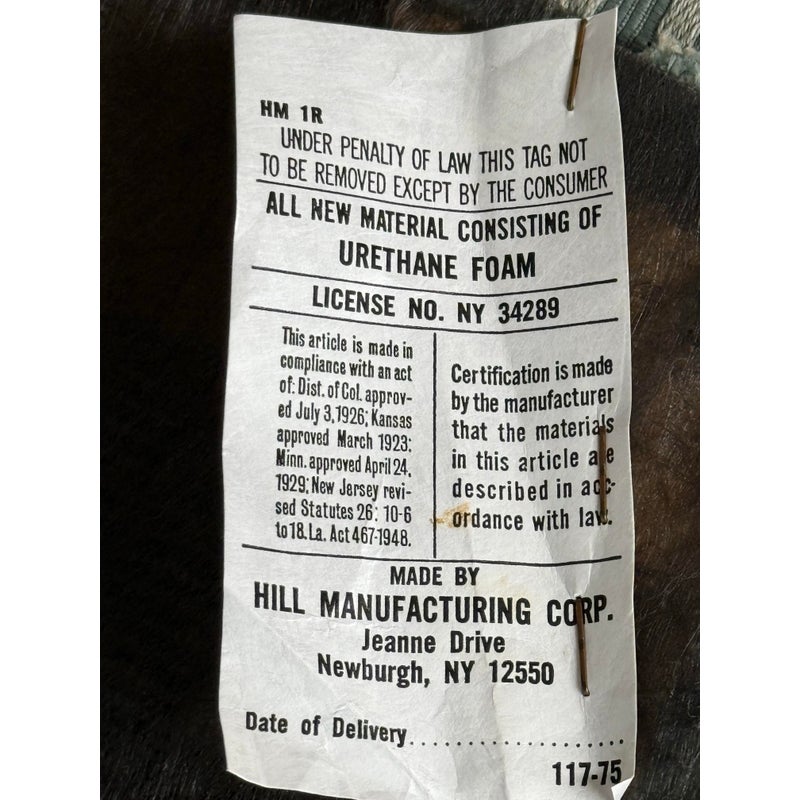 HM 1R
UNDER PENALTY OF LAW THIS TAG NOT
TO BE REMOVED EXCEPT BY THE CONSUMER
ALL NEW MATERIAL CONSISTING OF
URETHANE FOAM
LICENSE NO. NY 34289
This article is made in
compliance with an act
of: Dist. of Col. approv-
ed July 3, 1926; Kansas
approved March 1923;
Minn. approved April 24,
1929; New Jersey revi-
sed Statutes 26: 10-6
to 18. La. Act 467-1948.
Certification is made
by the manufacturer
that the materials
in this article are
described in acc-
ordance with law.
MADE BY
HILL MANUFACTURING CORP.
Jeanne Drive
Newburgh, NY 12550
Date of Delivery........................
117-75